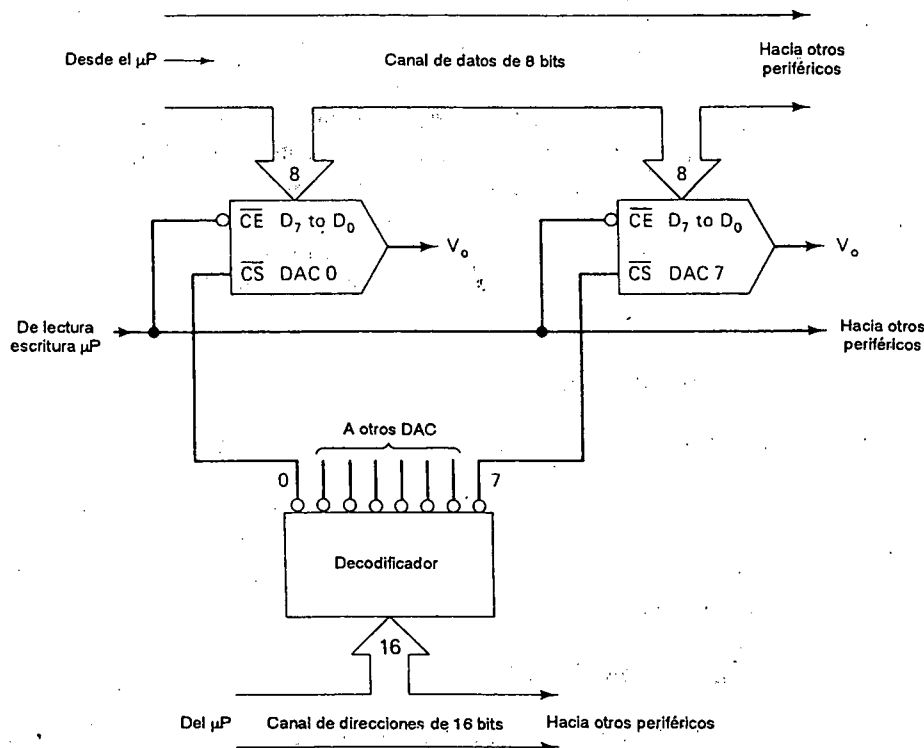 Desde el µP
Canal de datos de 8 bits
Hacia otros
periféricos
8
8
CE D7 to D0
CS DAC 0
Vo
CE D7 to D0
CS DAC 7
Vo
De lectura
escritura µP
Hacia otros
periféricos
A otros DAC
0
7
Decodificador
16
Del µP
Canal de direcciones de 16 bits
Hacia otros periféricos